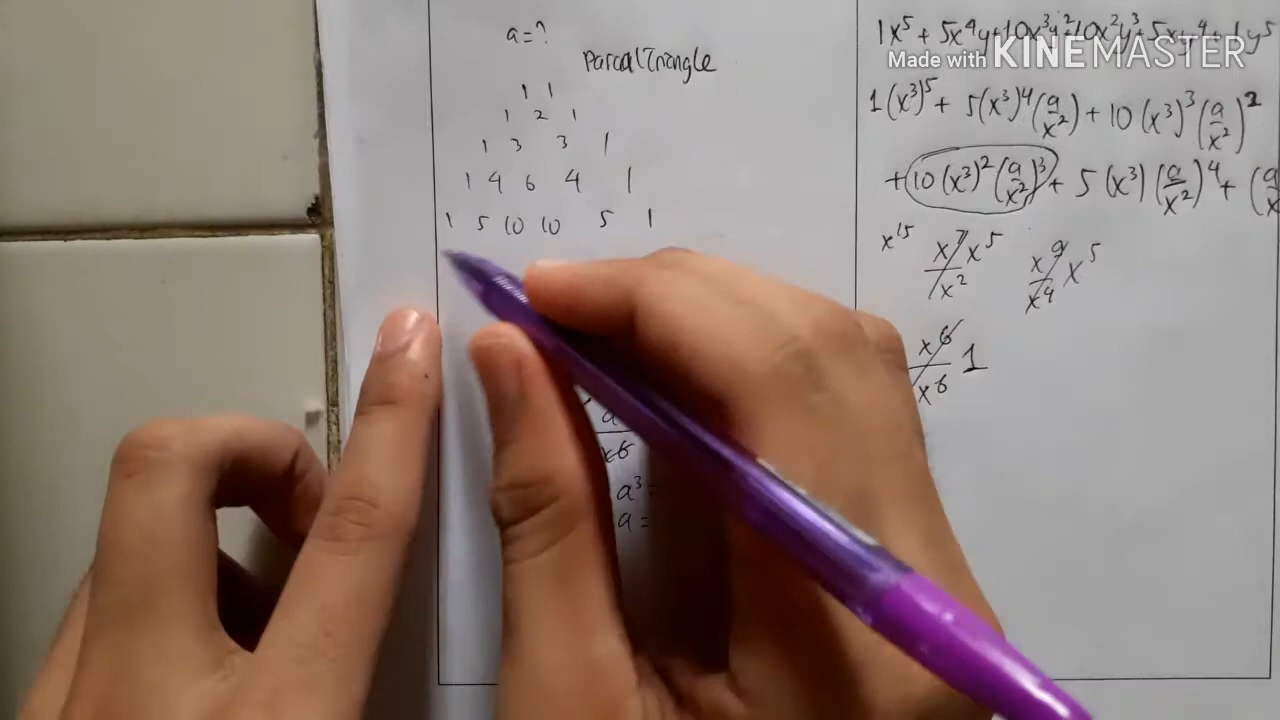 a=?
Parcal Triangle
1 1
1 2 1
1 3 3 1
1 4 6 4 1
1 5 10 10 5 1
a
x6
a³=
a=
1x⁵ + 5x⁴y + 10x³y² + 10x²y³ + 5xy⁴ + 1y⁵
Made with KINEMASTER
1(x³)⁵ + 5(x³)⁴(a/x²) + 10(x³)³(a/x²)²
+ 10(x³)²(a/x²)³ + 5(x³)(a/x²)⁴ + (a/x
x¹⁵ x⁷/x² x⁵ x⁹/x⁴ x⁵
x⁶/x⁶ 1